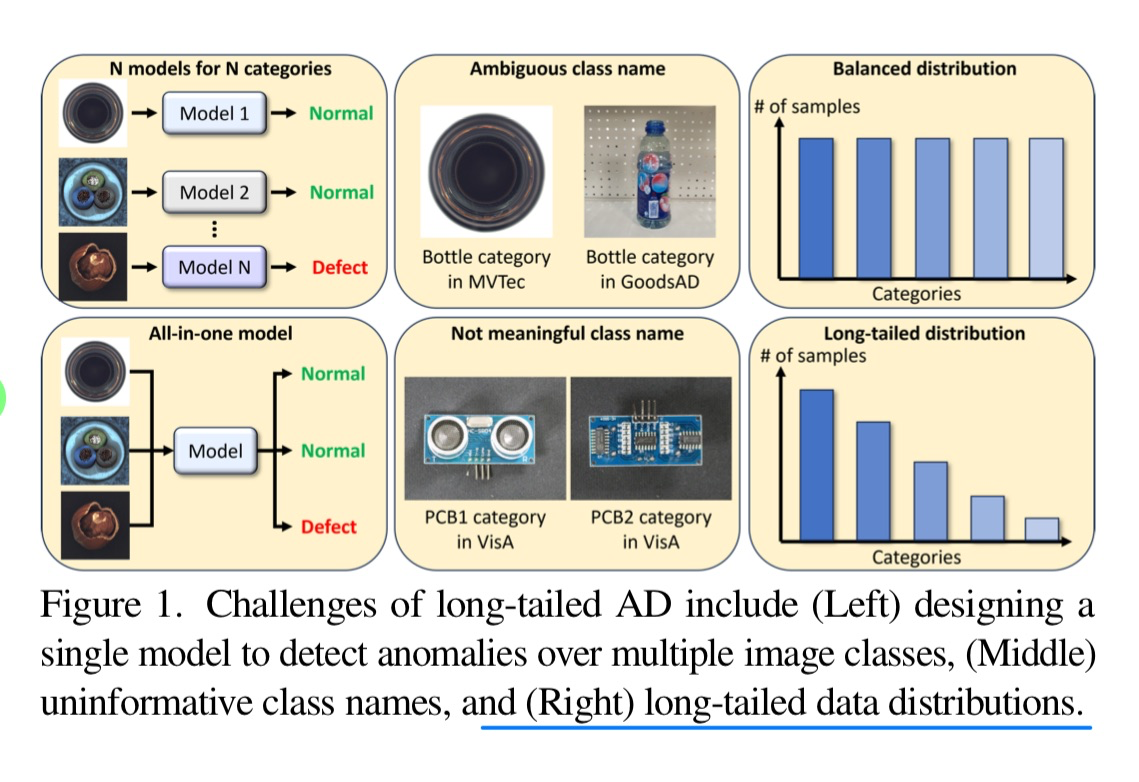 N models for N categories
Model 1
Normal
Model 2
Normal
Model N
Defect
Ambiguous class name
Bottle category
in MVTec
Bottle category
in GoodsAD
Balanced distribution
# of samples
Categories
All-in-one model
Model
Normal
Normal
Defect
Not meaningful class name
PCB1 category
in VisA
PCB2 category
in VisA
Long-tailed distribution
# of samples
Categories
Figure 1. Challenges of long-tailed AD include (Left) designing a
single model to detect anomalies over multiple image classes, (Middle)
uninformative class names, and (Right) long-tailed data distributions.